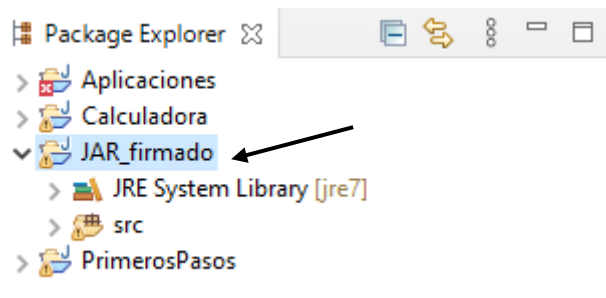 Package Explorer
Aplicaciones
Calculadora
JAR_firmado
JRE System Library [jre7]
src
PrimerosPasos